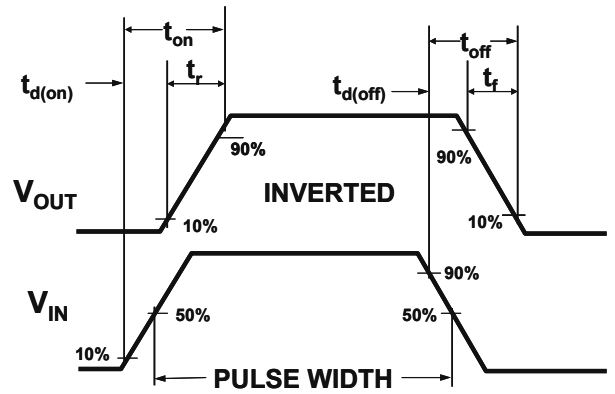 t_on
t_off
t_d(on)
t_r
t_d(off)
t_f
90%
90%
V_OUT
INVERTED
10%
10%
V_IN
90%
50%
50%
10%
PULSE WIDTH